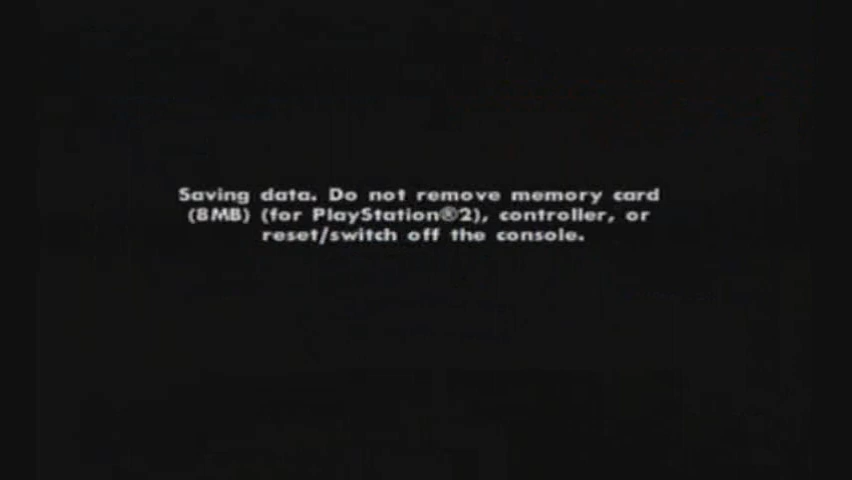 Saving data. Do not remove memory card
(8MB) (for PlayStation®2), controller, or
reset/switch off the console.